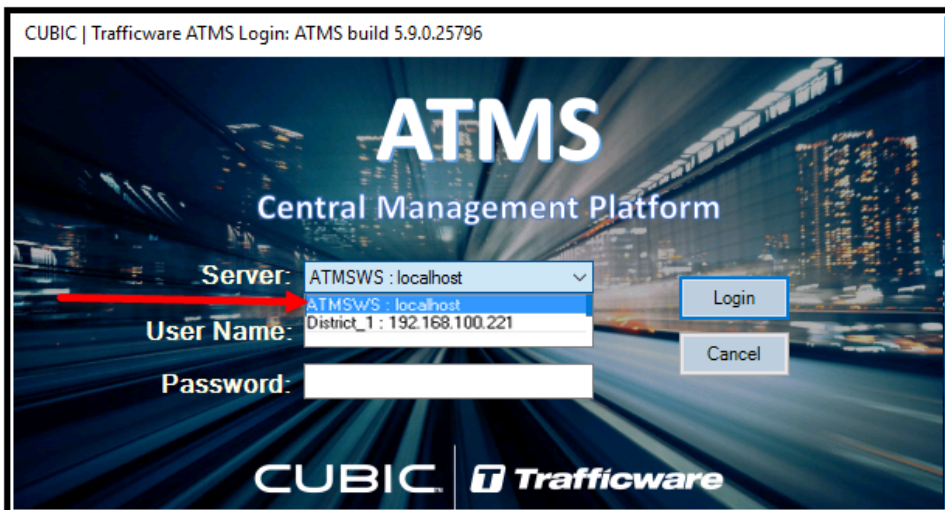 CUBIC | Trafficware ATMS Login: ATMS build 5.9.0.25796
ATMS
Central Management Platform
Server: ATMSWS : localhost
ATMSWS : localhost
Login
District_1 : 192.168.100.221
User Name:
Cancel
Password:
CUBIC™ Trafficware